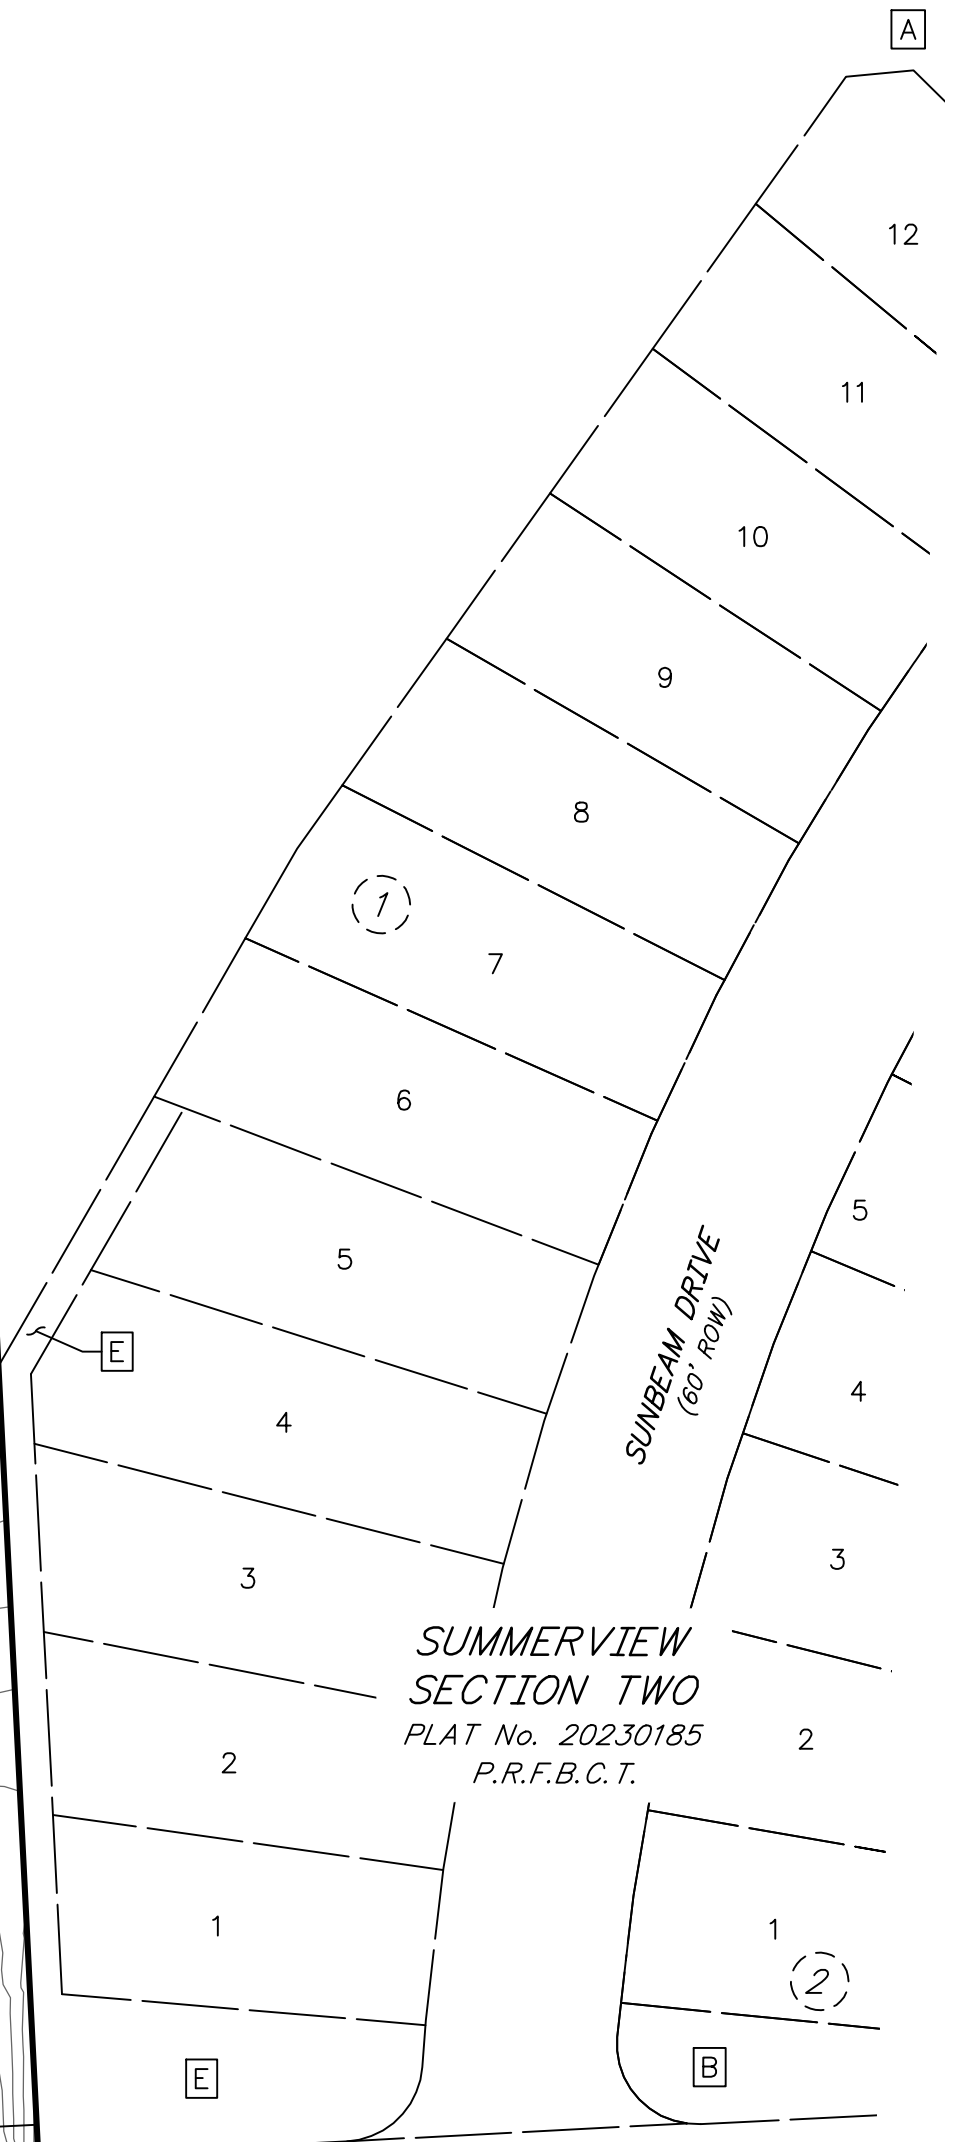 A
12
11
10
9
8
1
7
6
5
5
SUNBEAM DRIVE
(60' ROW)
E
4
4
3
3
SUMMERVIEW
SECTION TWO
PLAT No. 20230185
P.R.F.B.C.T.
2
2
1
1
2
E
B